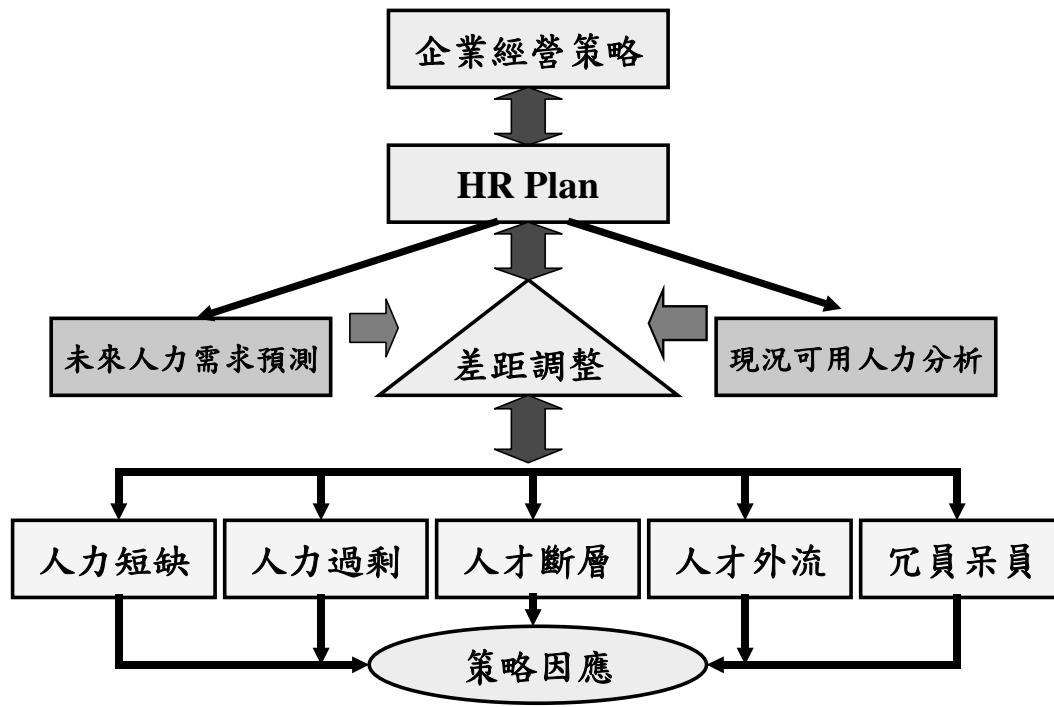 企業經營策略
HR Plan
未來人力需求預測
差距調整
現況可用人力分析
人力短缺
人力過剩
人才斷層
人才外流
冗員呆員
策略因應